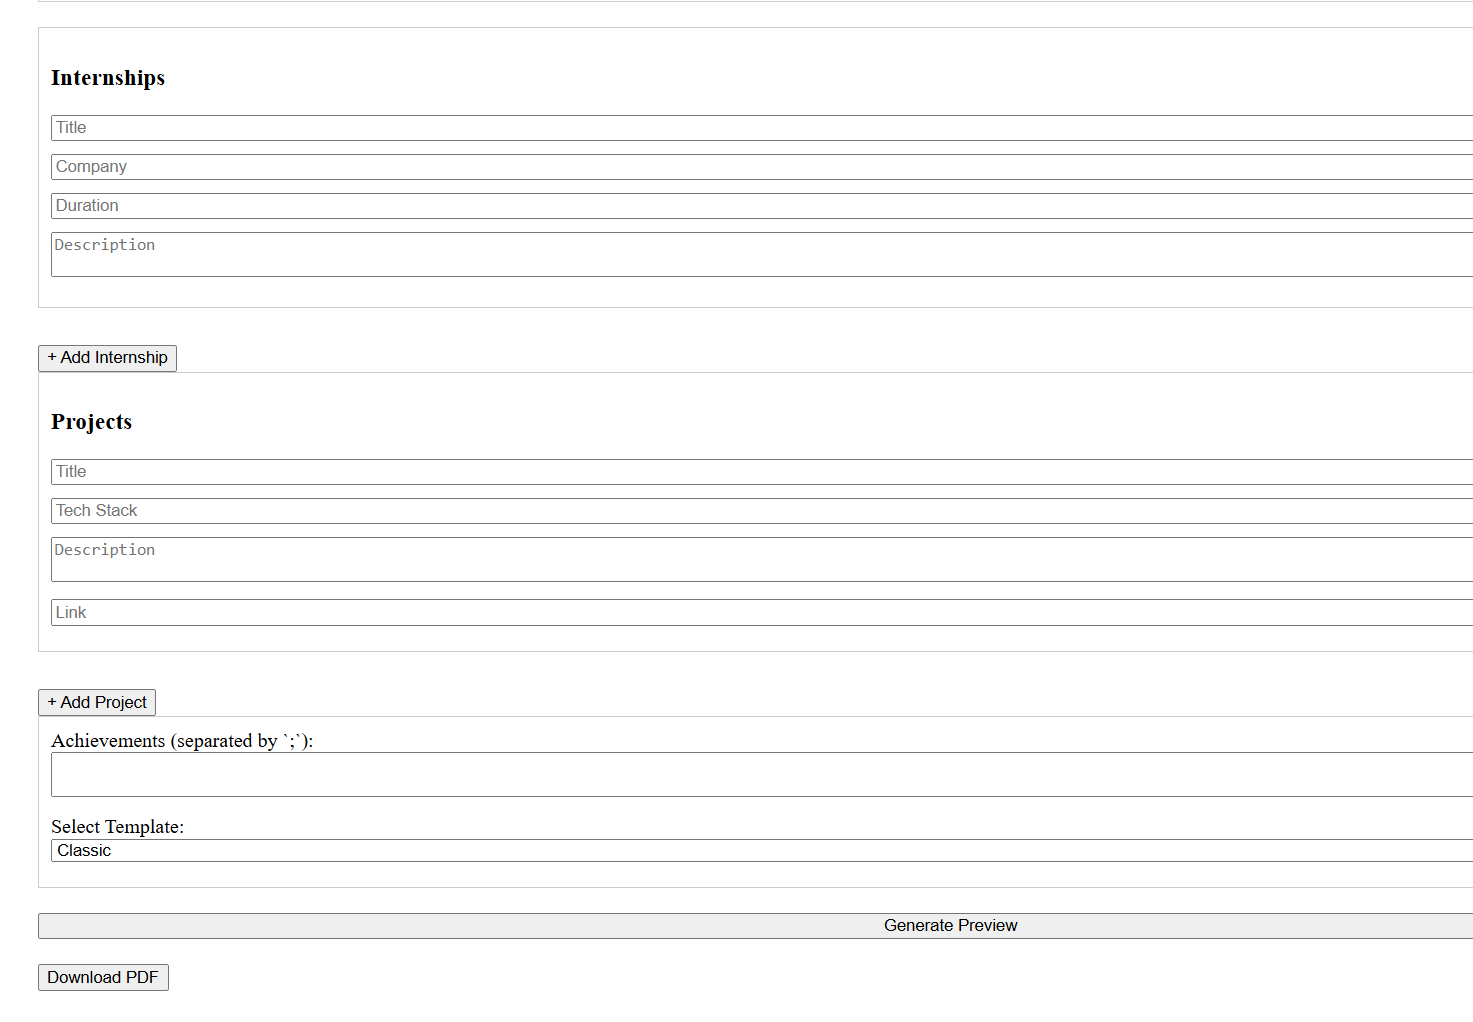 Internships
Title
Company
Duration
Description
+ Add Internship
Projects
Title
Tech Stack
Description
Link
+ Add Project
Achievements (separated by `;`):
Select Template:
Classic
Generate Preview
Download PDF